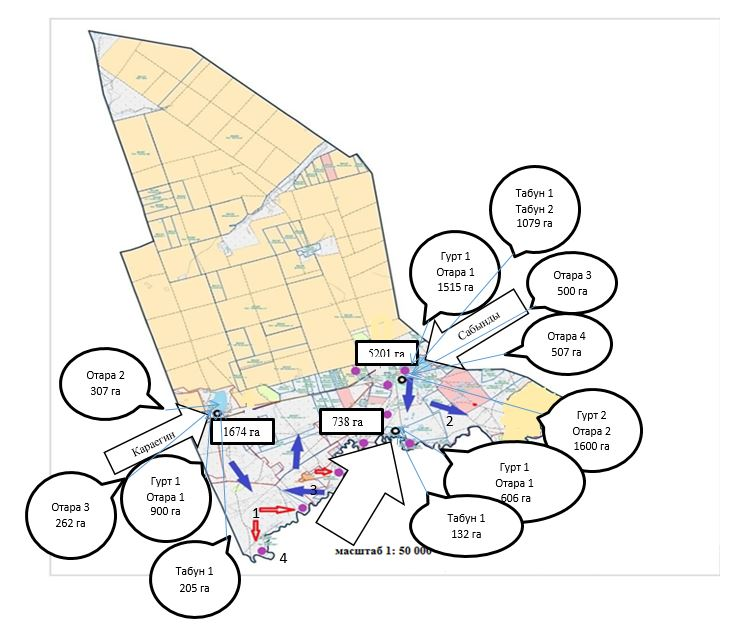 Табун 1
Табун 2
1079 га
Гурт 1
Отара 1
1515 га
Отара 3
500 га
Сабынды
Отара 4
507 га
5201 га
Отара 2
307 га
Гурт 2
Отара 2
1600 га
738 га
1674 га
2
Караегин
Гурт 1
Отара 1
606 га
Гурт 1
Отара 1
900 га
3
Отара 3
262 га
1
Табун 1
132 га
масштаб 1: 50 000
4
Табун 1
205 га